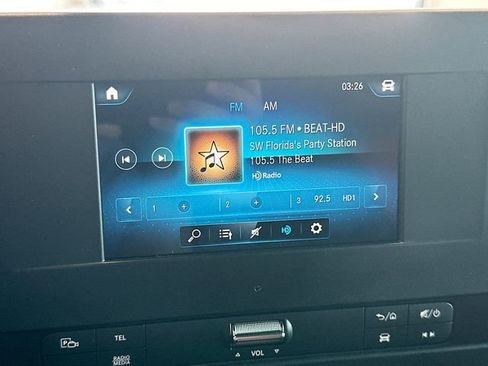 03:26
FM AM
105.5 FM • BEAT-HD
SW Florida's Party Station
105.5 The Beat
HD Radio
1 2 3 92.5 HD1
P
TEL
RADIO
MEDIA
VOL